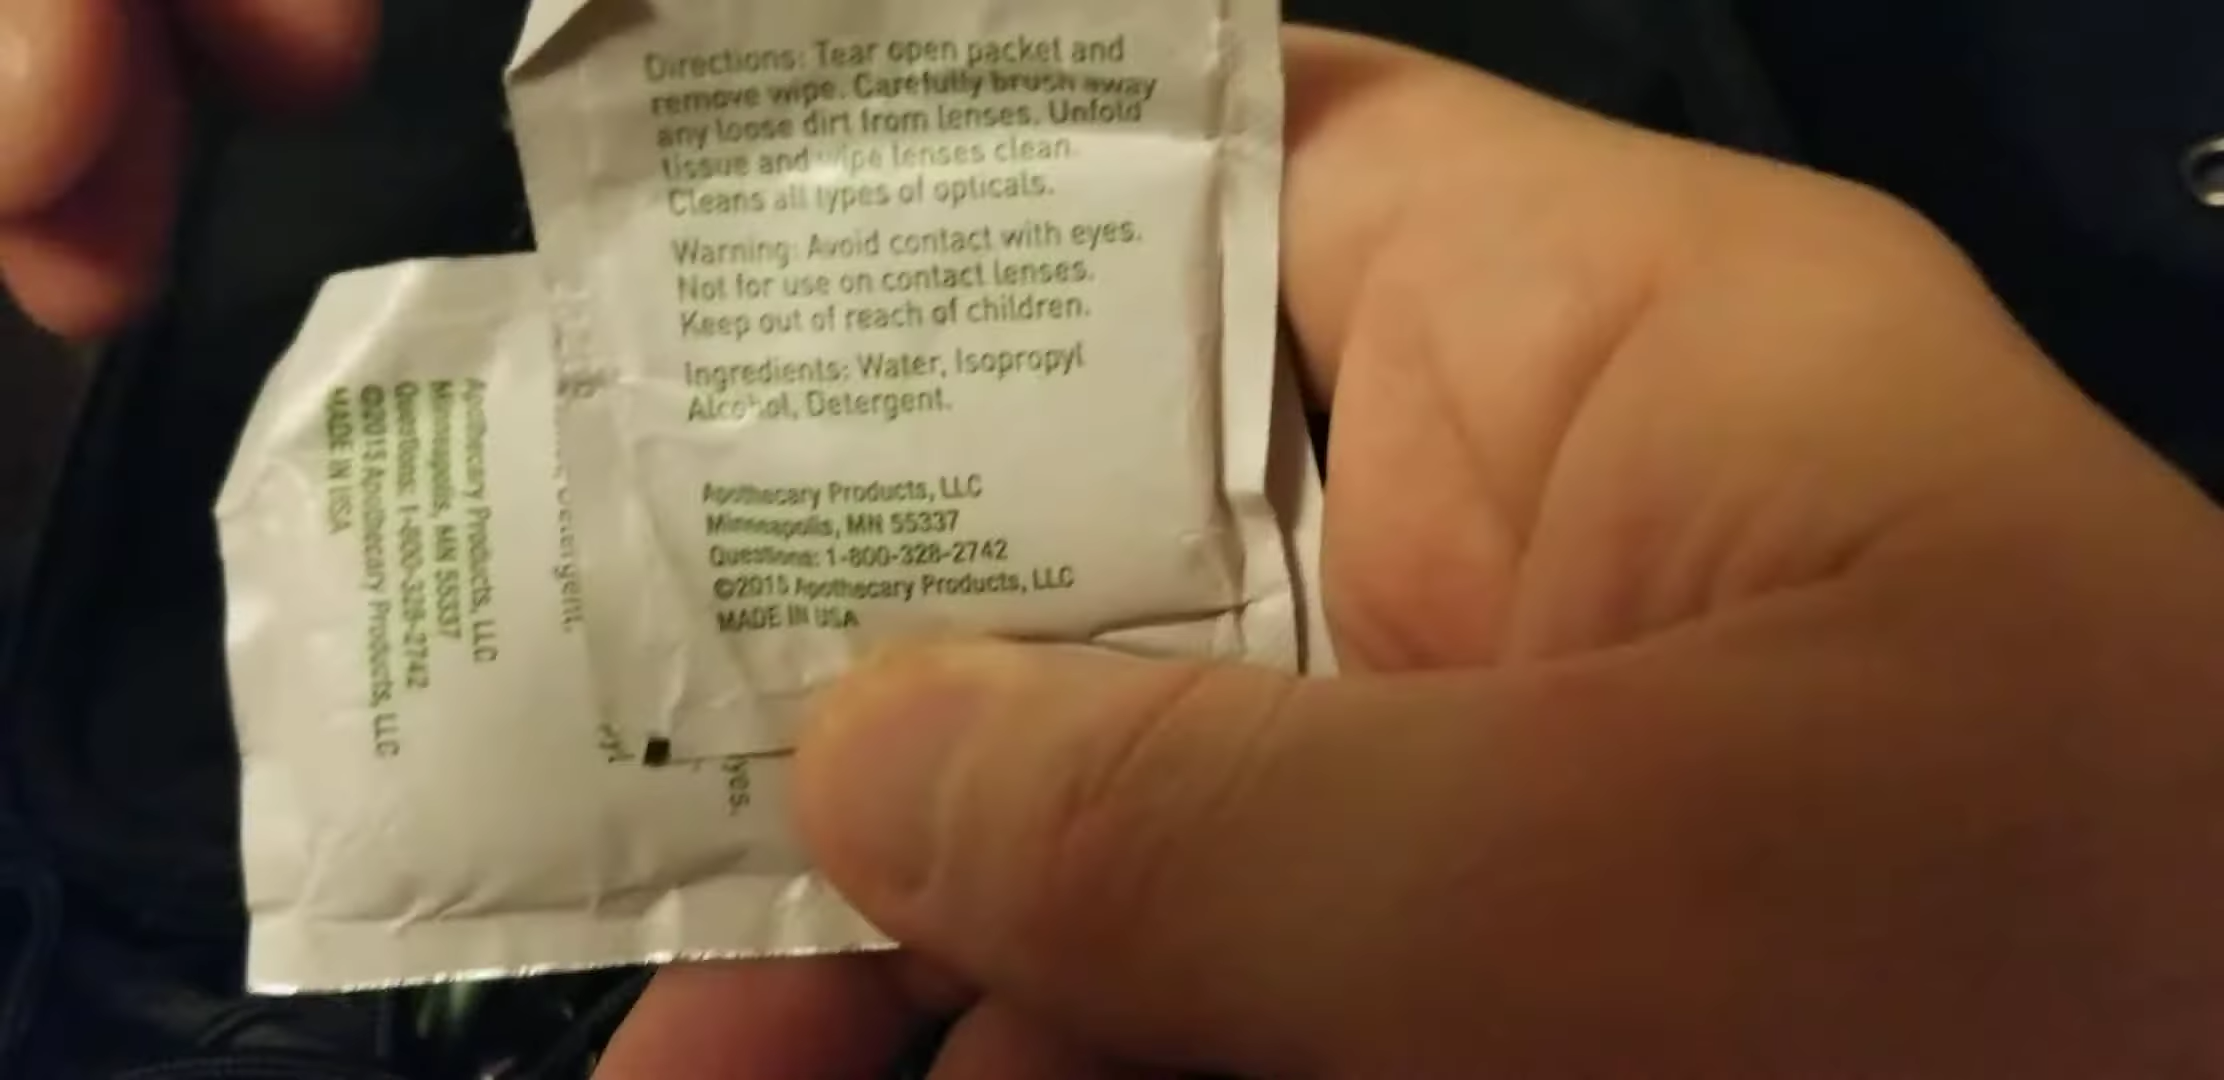 Directions: Tear open packet and
remove wipe. Carefully brush away
any loose dirt from lenses. Unfold
tissue and wipe lenses clean.
Cleans all types of opticals.
Warning: Avoid contact with eyes.
Not for use on contact lenses.
Keep out of reach of children.
Ingredients: Water, Isopropyl
Alcohol, Detergent.
Apothecary Products, LLC
Minneapolis, MN 55337
Questions: 1-800-328-2742
©2015 Apothecary Products, LLC
MADE IN USA
Detergent.
yes.
Apothecary Products, LLC
Minneapolis, MN 55337
Questions: 1-800-328-2742
©2015 Apothecary Products, LLC
MADE IN USA